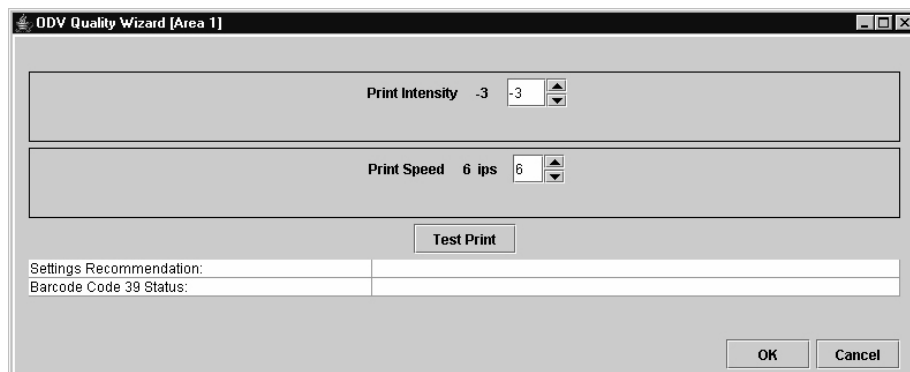 ODV Quality Wizard [Area 1]
Print Intensity -3 -3
Print Speed 6 ips 6
Test Print
Settings Recommendation:
Barcode Code 39 Status:
OK Cancel